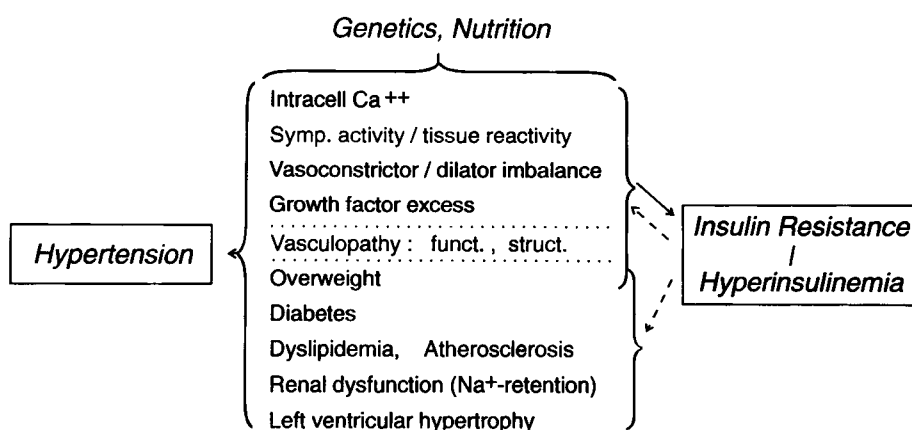 Genetics, Nutrition
Intracell Ca ++
Symp. activity / tissue reactivity
Vasoconstrictor / dilator imbalance
Growth factor excess
Vasculopathy : funct. , struct.
Overweight
Diabetes
Dyslipidemia, Atherosclerosis
Renal dysfunction (Na+-retention)
Left ventricular hypertrophy
Hypertension
Insulin Resistance
/
Hyperinsulinemia